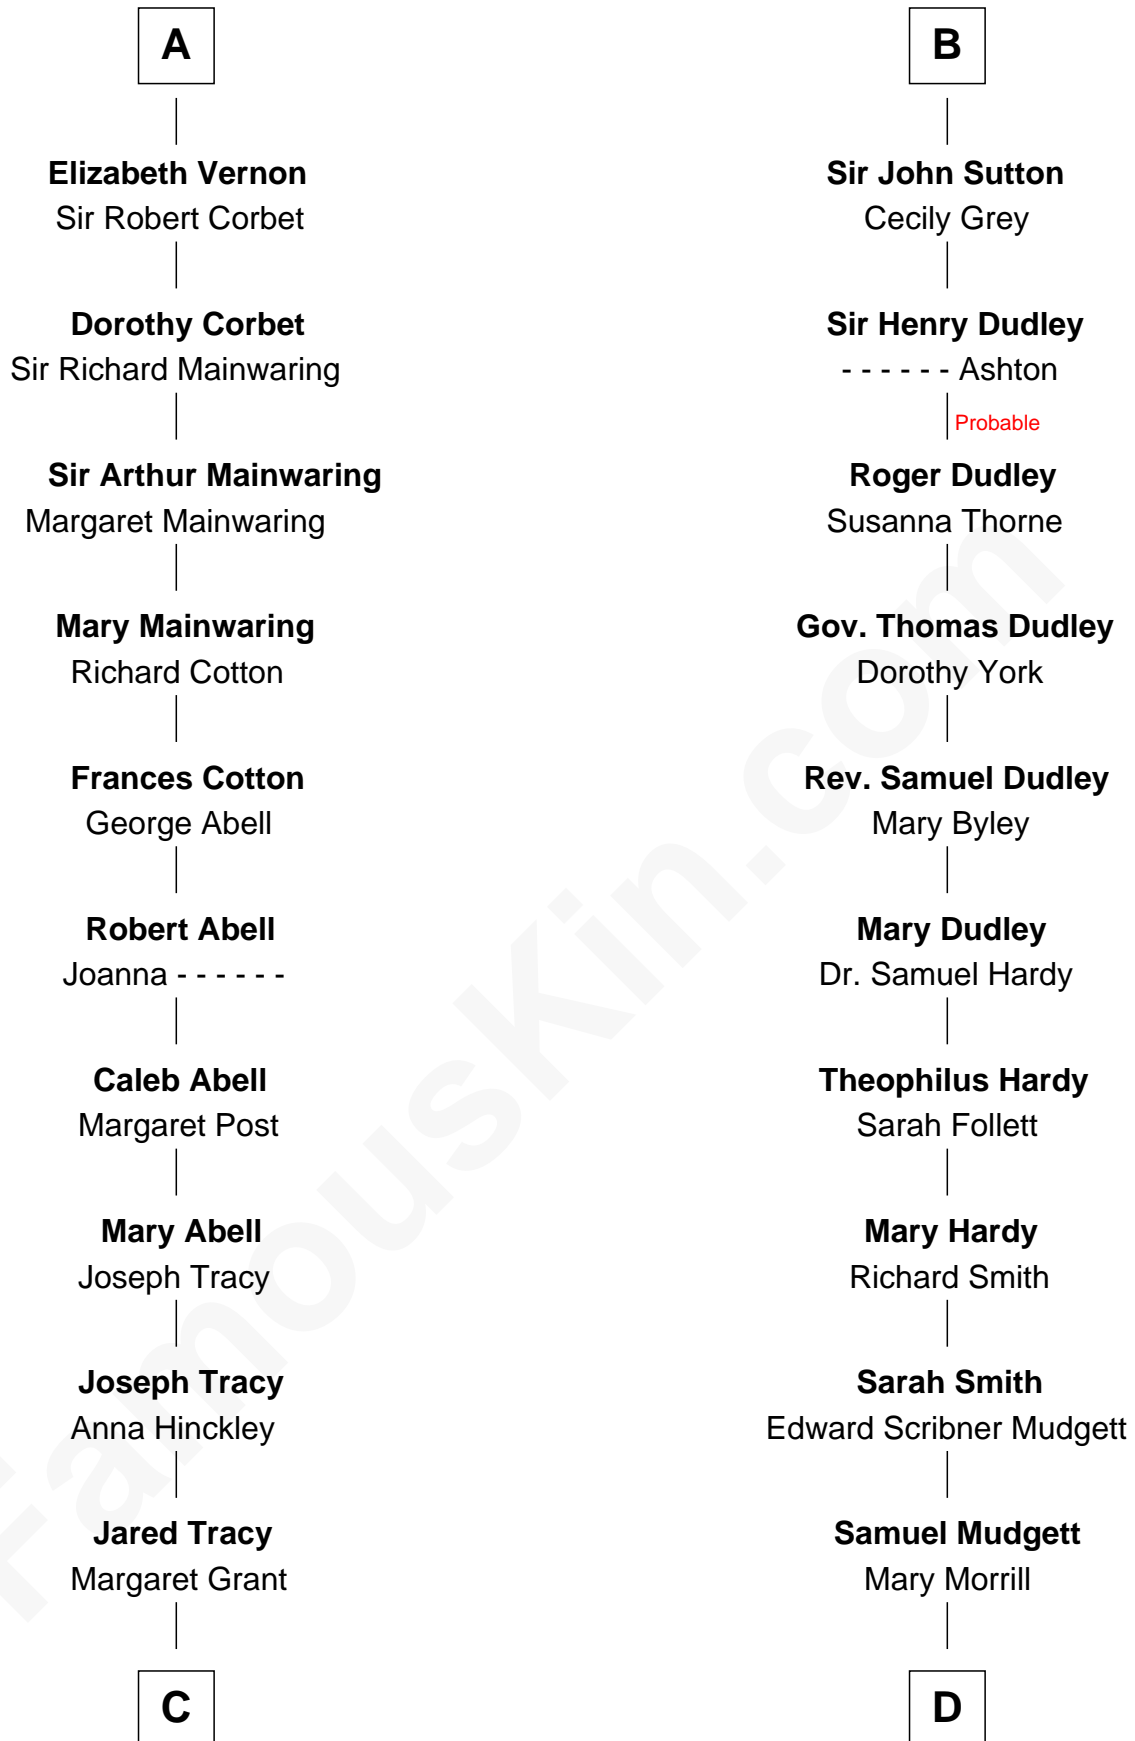 A
Elizabeth Vernon
Sir Robert Corbet
Dorothy Corbet
Sir Richard Mainwaring
Sir Arthur Mainwaring
Margaret Mainwaring
Mary Mainwaring
Richard Cotton
Frances Cotton
George Abell
Robert Abell
Joanna - - - - - -
Caleb Abell
Margaret Post
Mary Abell
Joseph Tracy
Joseph Tracy
Anna Hinckley
Jared Tracy
Margaret Grant
C
B
Sir John Sutton
Cecily Grey
Sir Henry Dudley
- - - - - - Ashton
Probable
Roger Dudley
Susanna Thorne
Gov. Thomas Dudley
Dorothy York
Rev. Samuel Dudley
Mary Byley
Mary Dudley
Dr. Samuel Hardy
Theophilus Hardy
Sarah Follett
Mary Hardy
Richard Smith
Sarah Smith
Edward Scribner Mudgett
Samuel Mudgett
Mary Morrill
D
FamousKin.com